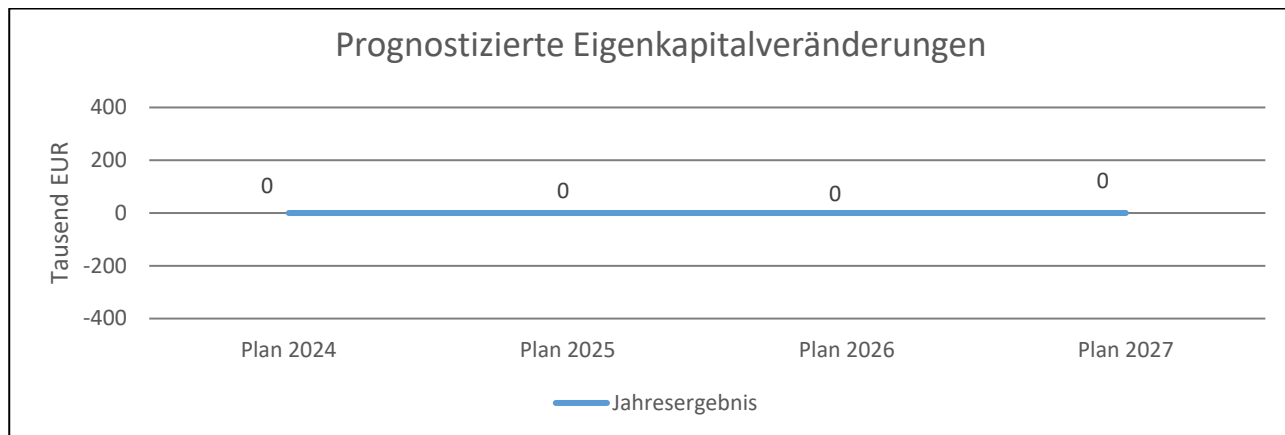 Prognostizierte Eigenkapitalveränderungen
Tausend EUR
400
200
0
-200
-400
0
0
0
0
Plan 2024
Plan 2025
Plan 2026
Plan 2027
Jahresergebnis